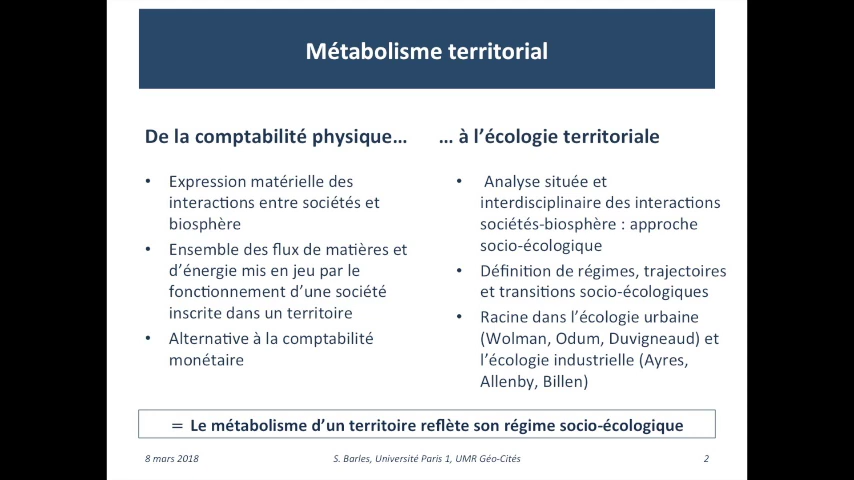 Métabolisme territorial
De la comptabilité physique…
• Expression matérielle des
interactions entre sociétés et
biosphère
• Ensemble des flux de matières et
d’énergie mis en jeu par le
fonctionnement d’une société
inscrite dans un territoire
• Alternative à la comptabilité
monétaire
… à l’écologie territoriale
• Analyse située et
interdisciplinaire des interactions
sociétés-biosphère : approche
socio-écologique
• Définition de régimes, trajectoires
et transitions socio-écologiques
• Racine dans l’écologie urbaine
(Wolman, Odum, Duvigneaud) et
l’écologie industrielle (Ayres,
Allenby, Billen)
= Le métabolisme d’un territoire reflète son régime socio-écologique
8 mars 2018
S. Barles, Université Paris 1, UMR Géo-Cités
2